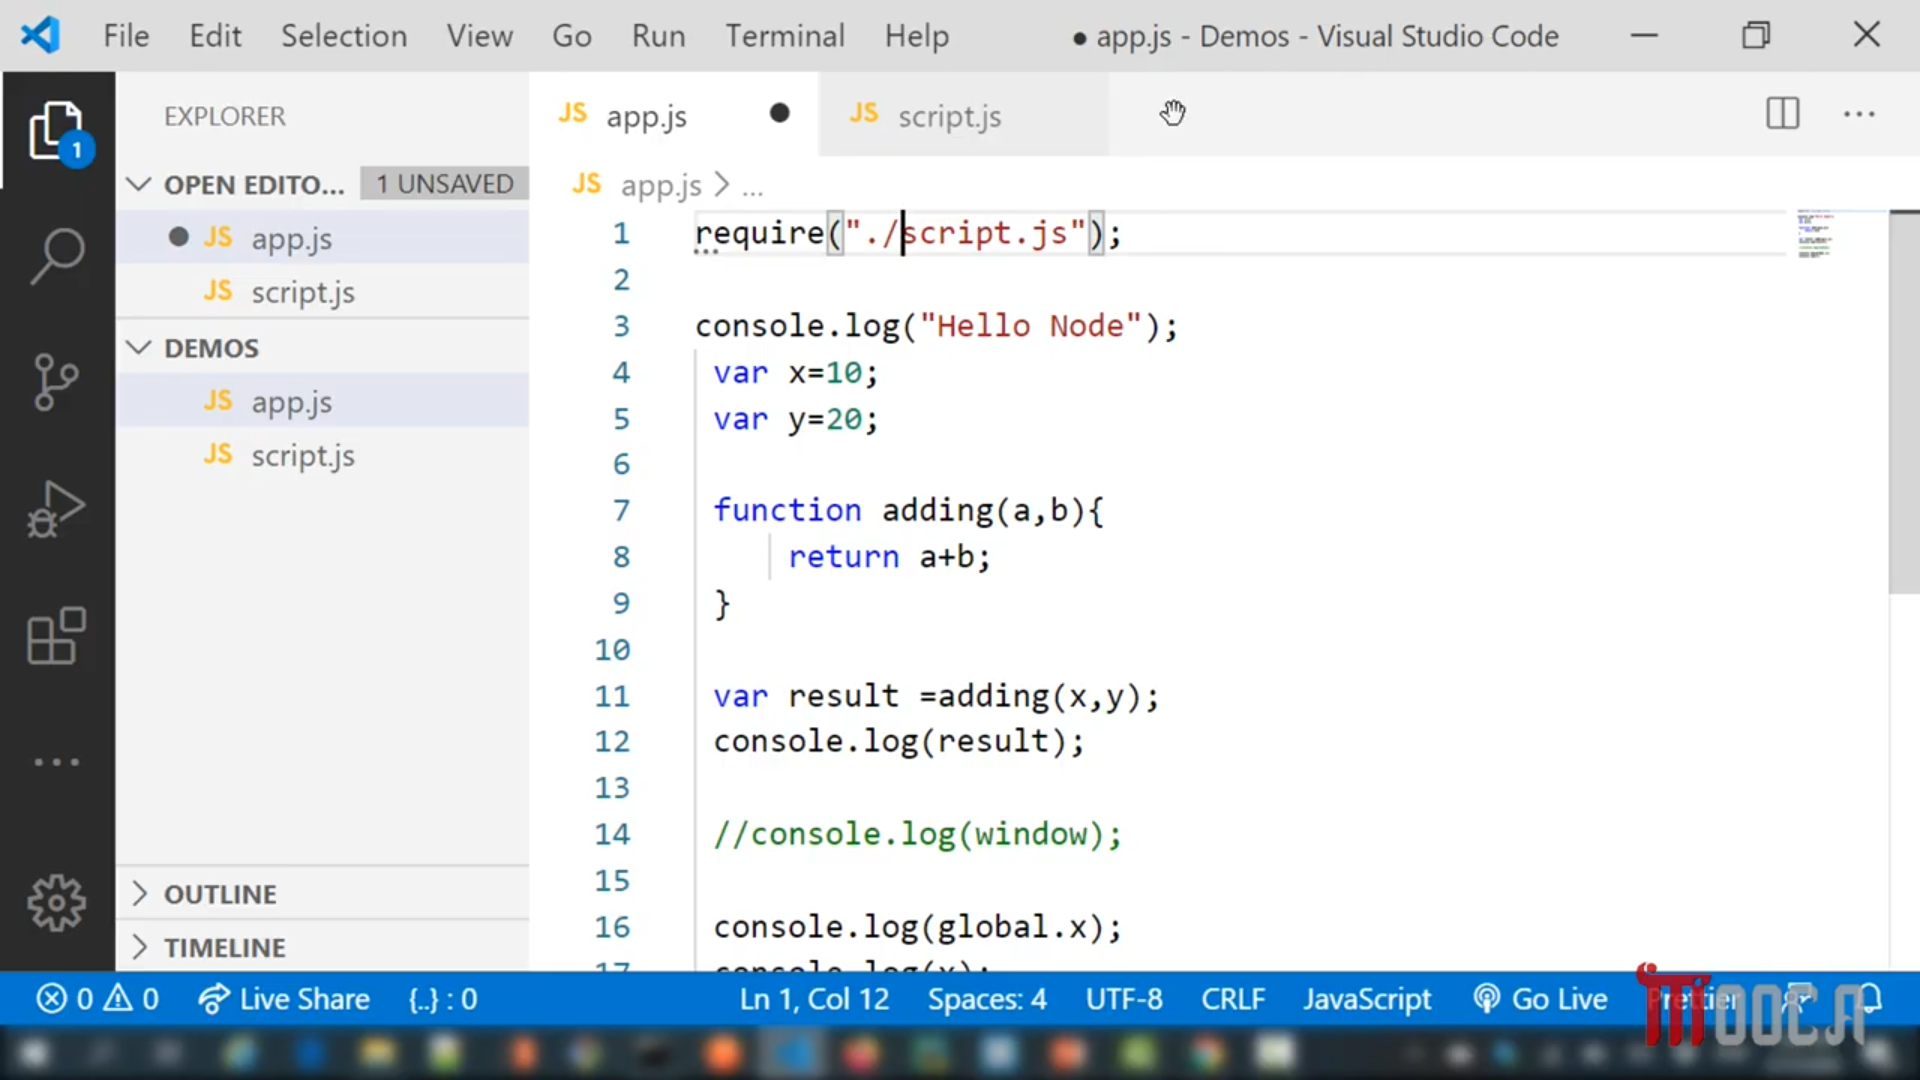 File Edit Selection View Go Run Terminal Help ● app.js - Demos - Visual Studio Code
EXPLORER
1
OPEN EDITO... 1 UNSAVED
● JS app.js
JS script.js
DEMOS
JS app.js
JS script.js
OUTLINE
TIMELINE
JS app.js ● JS script.js
JS app.js > ...
1 require("./script.js");
2
3 console.log("Hello Node");
4 var x=10;
5 var y=20;
6
7 function adding(a,b){
8 return a+b;
9 }
10
11 var result =adding(x,y);
12 console.log(result);
13
14 //console.log(window);
15
16 console.log(global.x);
17 console.log(x);
0 0 Live Share {..} : 0 Ln 1, Col 12 Spaces: 4 UTF-8 CRLF JavaScript Go Live Prettier
MOOCA